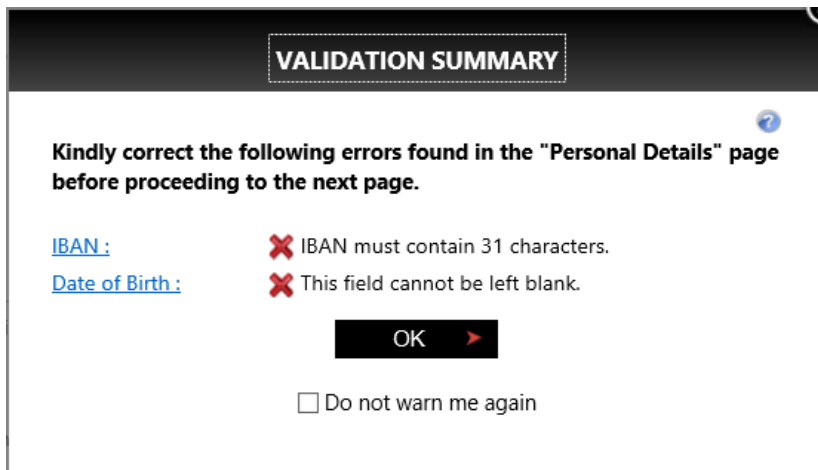 VALIDATION SUMMARY
?
Kindly correct the following errors found in the "Personal Details" page
before proceeding to the next page.
IBAN : IBAN must contain 31 characters.
Date of Birth : This field cannot be left blank.
OK
Do not warn me again